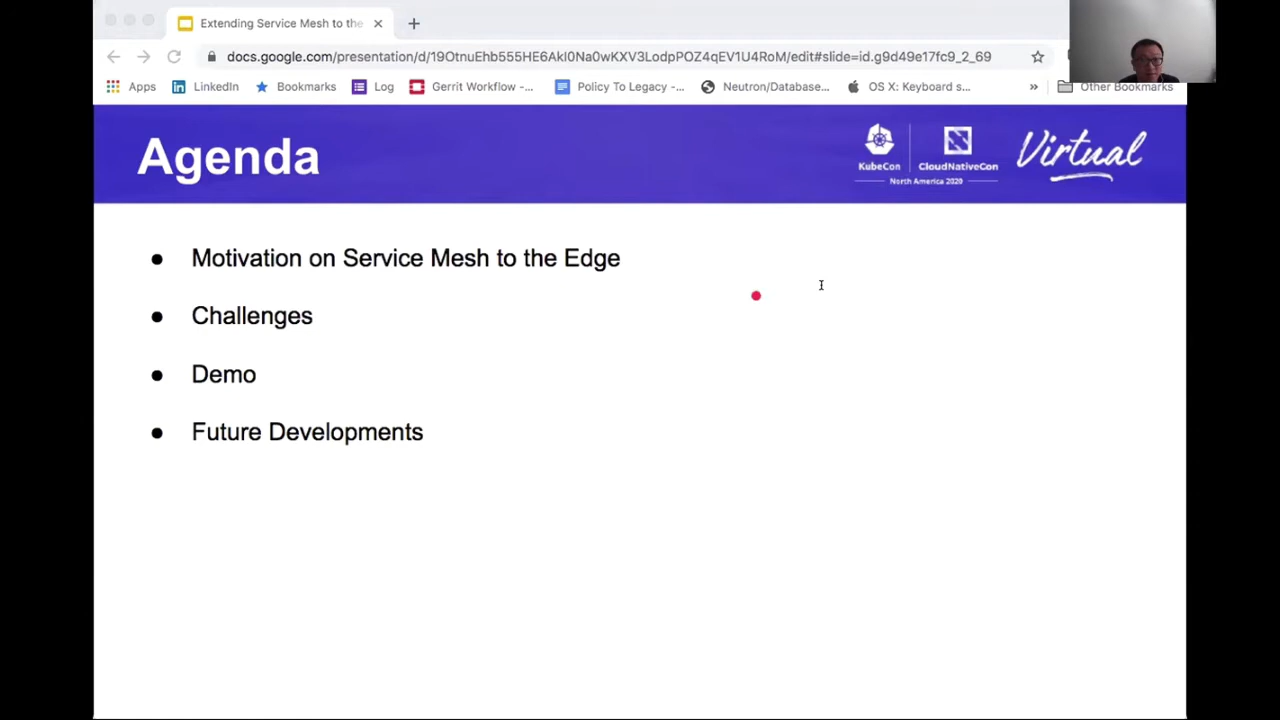 Extending Service Mesh to the
docs.google.com/presentation/d/19OtnuEhb555HE6Akl0Na0wKXV3LodpPOZ4qEV1U4RoM/edit#slide=id.g9d49e17fc9_2_69
Apps LinkedIn Bookmarks Log Gerrit Workflow -... Policy To Legacy -... Neutron/Database... OS X: Keyboard s... » Other Bookmarks
Agenda
KubeCon CloudNativeCon Virtual
North America 2020
Motivation on Service Mesh to the Edge
Challenges
Demo
Future Developments